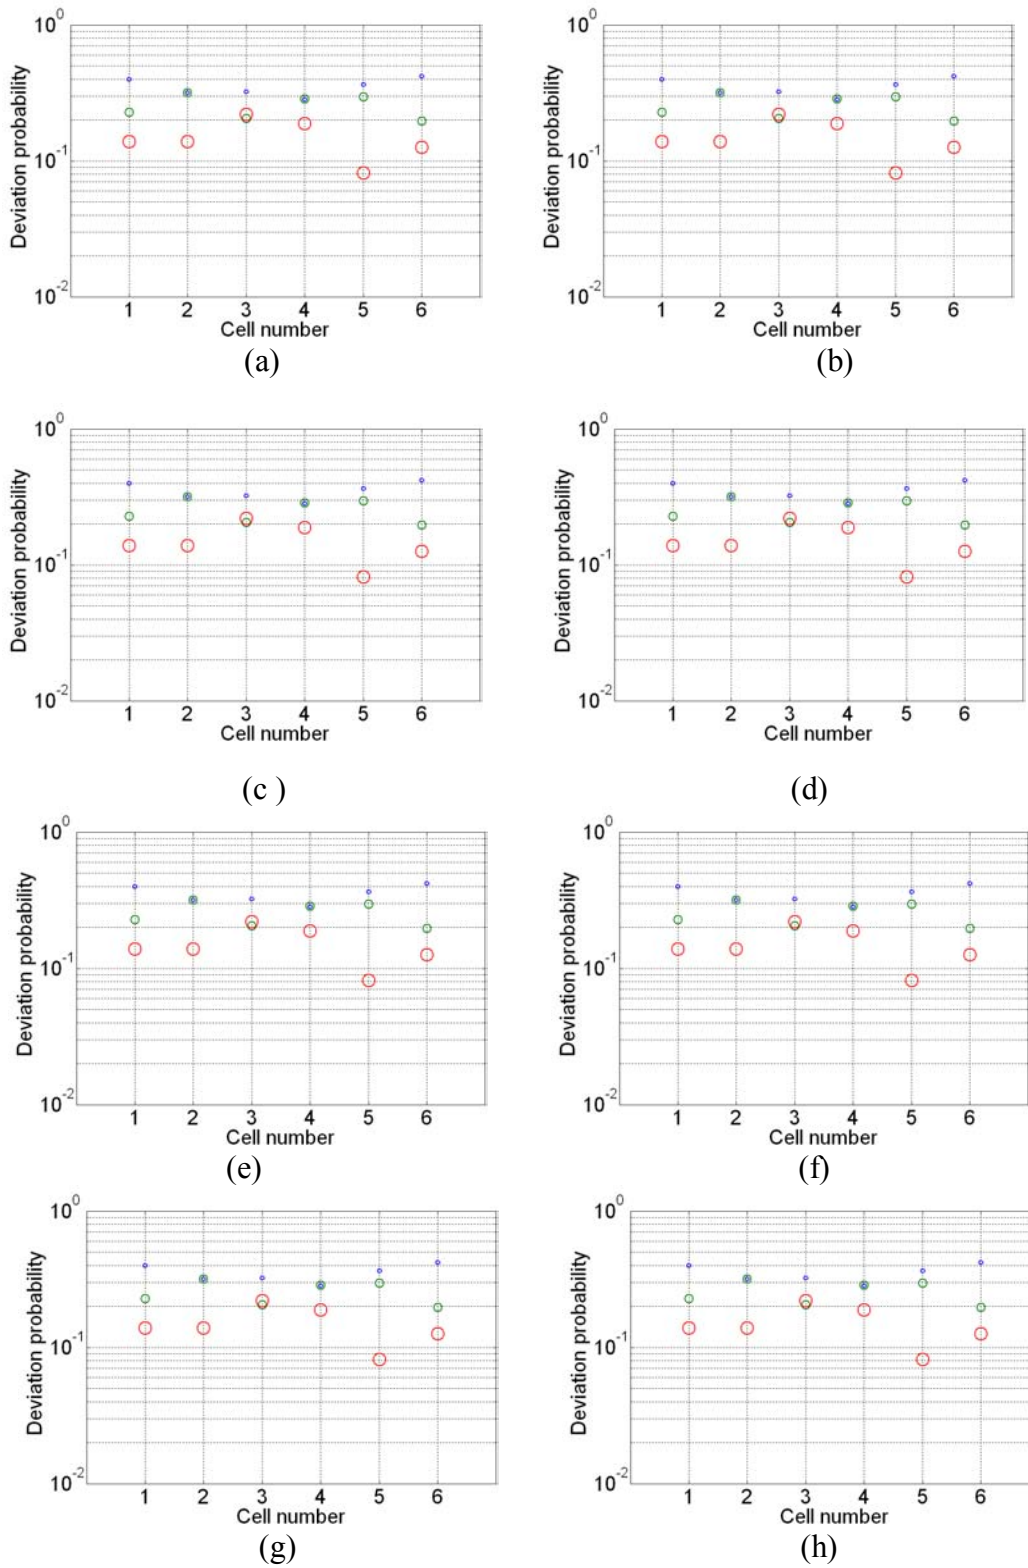 10^0
10^-1
10^-2
Deviation probability
1 2 3 4 5 6
Cell number
(a)
10^0
10^-1
10^-2
Deviation probability
1 2 3 4 5 6
Cell number
(b)
10^0
10^-1
10^-2
Deviation probability
1 2 3 4 5 6
Cell number
(c )
10^0
10^-1
10^-2
Deviation probability
1 2 3 4 5 6
Cell number
(d)
10^0
10^-1
10^-2
Deviation probability
1 2 3 4 5 6
Cell number
(e)
10^0
10^-1
10^-2
Deviation probability
1 2 3 4 5 6
Cell number
(f)
10^0
10^-1
10^-2
Deviation probability
1 2 3 4 5 6
Cell number
(g)
10^0
10^-1
10^-2
Deviation probability
1 2 3 4 5 6
Cell number
(h)